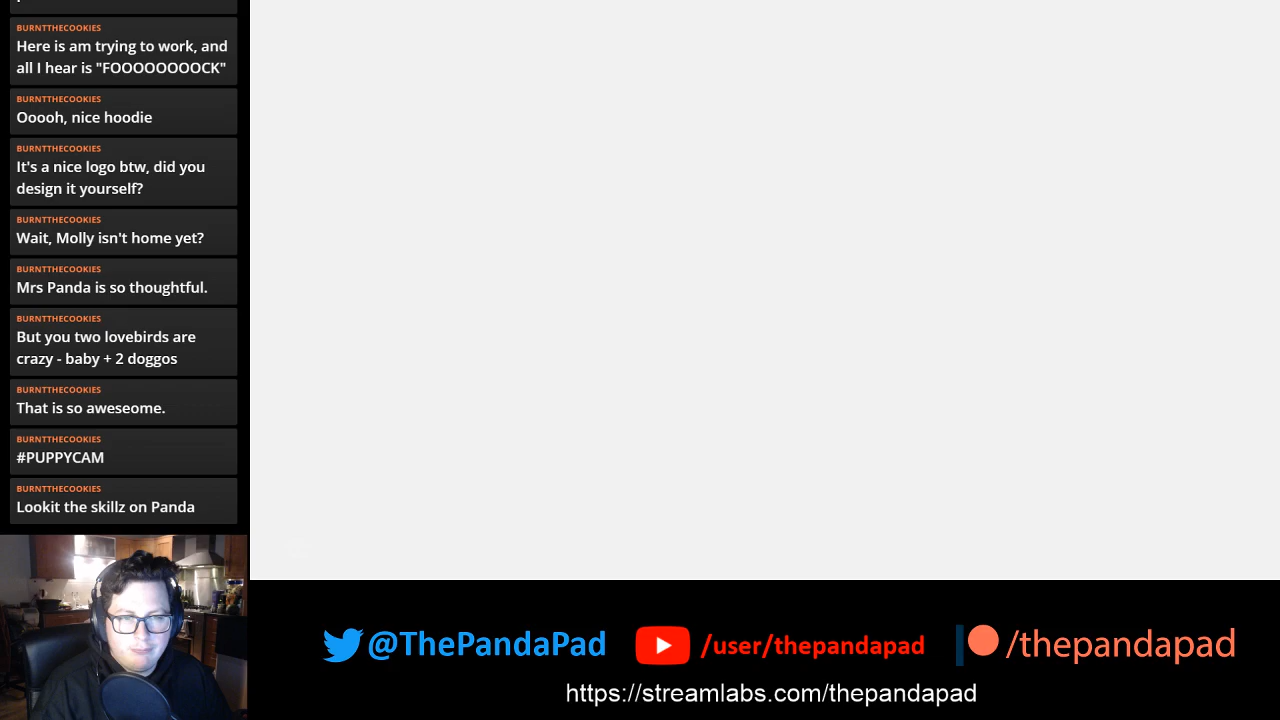 BURNTTHECOOKIES
Here is am trying to work, and
all I hear is "FOOOOOOOOCK"
BURNTTHECOOKIES
Ooooh, nice hoodie
BURNTTHECOOKIES
It's a nice logo btw, did you
design it yourself?
BURNTTHECOOKIES
Wait, Molly isn't home yet?
BURNTTHECOOKIES
Mrs Panda is so thoughtful.
BURNTTHECOOKIES
But you two lovebirds are
crazy - baby + 2 doggos
BURNTTHECOOKIES
That is so aweseome.
BURNTTHECOOKIES
#PUPPYCAM
BURNTTHECOOKIES
Lookit the skillz on Panda
@ThePandaPad
/user/thepandapad
/thepandapad
https://streamlabs.com/thepandapad